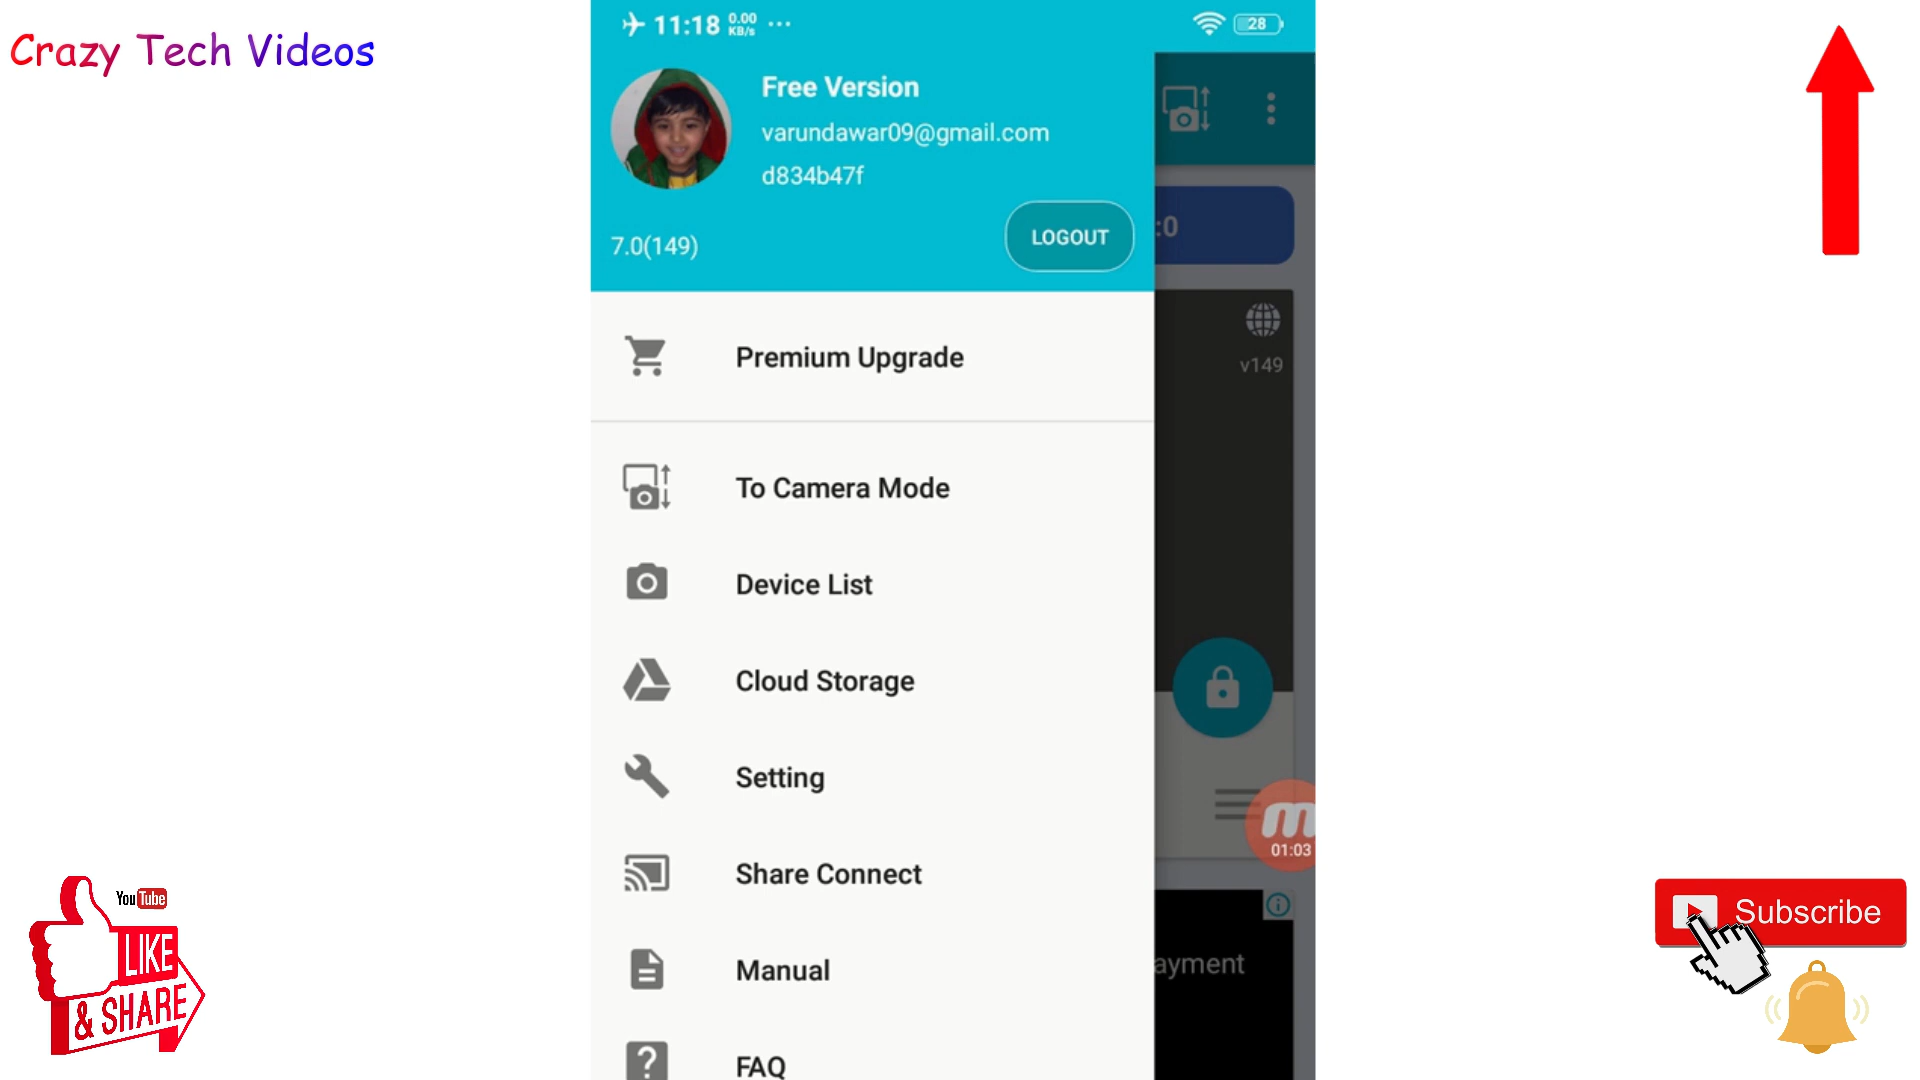 Crazy Tech Videos
11:18 0.00 KB/s ... 28
Free Version
varundawar09@gmail.com
d834b47f
7.0(149)
LOGOUT
:0
Premium Upgrade
v149
To Camera Mode
Device List
Cloud Storage
Setting
m
01:03
Share Connect
Manual
ayment
FAQ
YouTube
LIKE
& SHARE
Subscribe